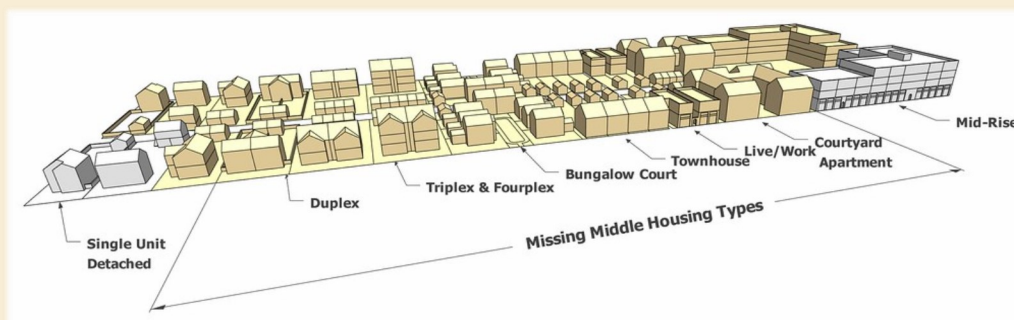 Single Unit
Detached
Duplex
Triplex & Fourplex
Bungalow Court
Townhouse
Live/Work
Courtyard
Apartment
Mid-Rise
Missing Middle Housing Types